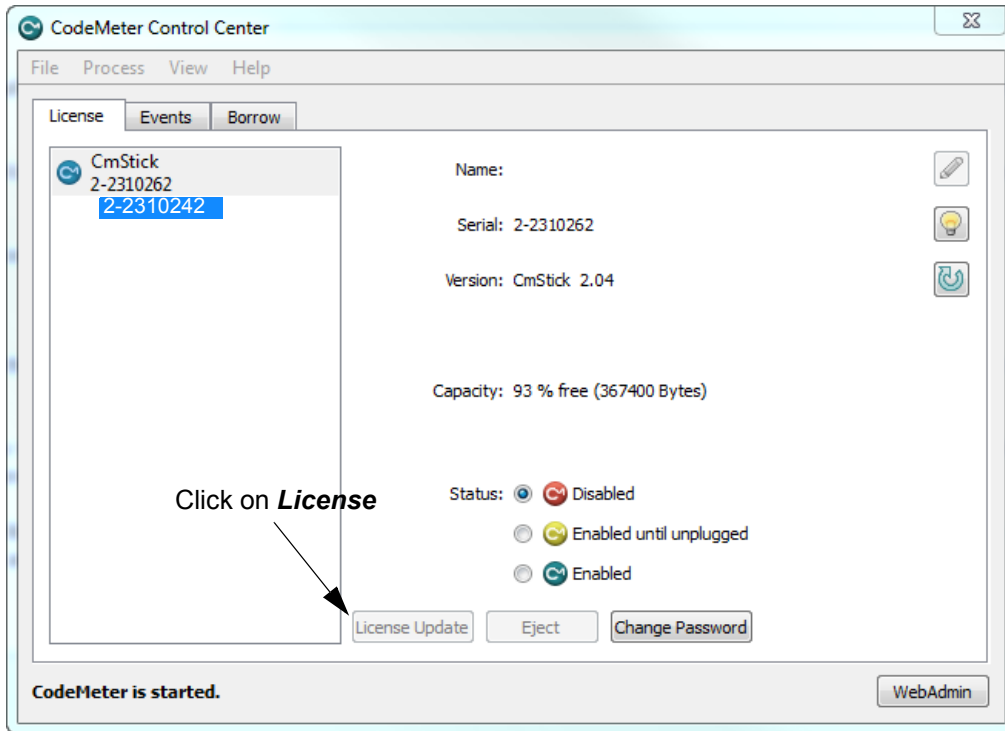 CodeMeter Control Center
File Process View Help
License Events Borrow
CmStick
2-2310262
2-2310242
Name:
Serial: 2-2310262
Version: CmStick 2.04
Capacity: 93 % free (367400 Bytes)
Click on License
Status: Disabled
Enabled until unplugged
Enabled
License Update Eject Change Password
CodeMeter is started.
WebAdmin